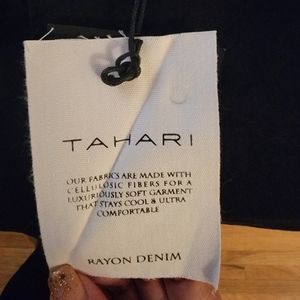 TAHARI
OUR FABRICS ARE MADE WITH
CELLULOSIC FIBERS FOR A
LUXURIOUSLY SOFT GARMENT
THAT STAYS COOL & ULTRA
COMFORTABLE
RAYON DENIM